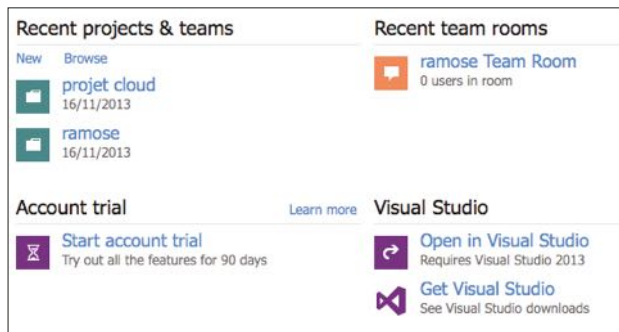 Recent projects & teams
New Browse
projet cloud
16/11/2013
ramose
16/11/2013
Recent team rooms
ramose Team Room
0 users in room
Account trial Learn more
Start account trial
Try out all the features for 90 days
Visual Studio
Open in Visual Studio
Requires Visual Studio 2013
Get Visual Studio
See Visual Studio downloads